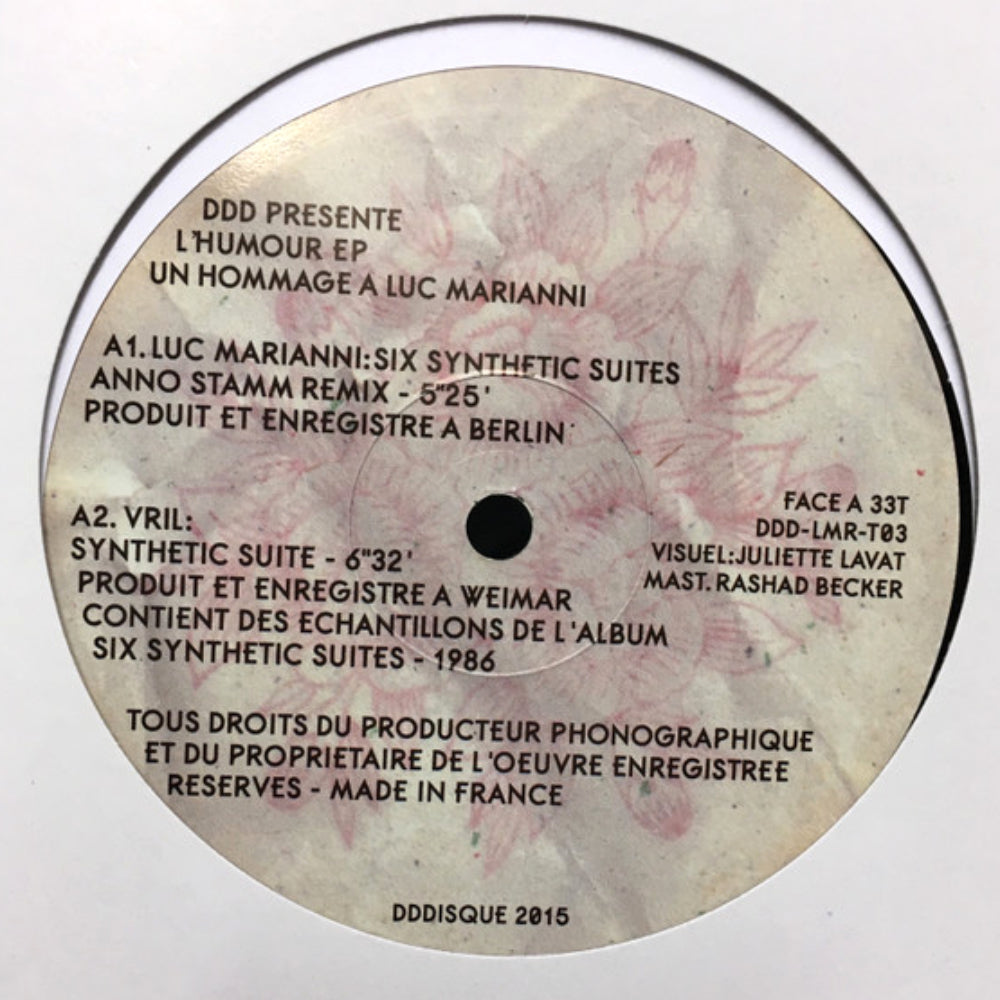 DDD PRESENTE
L'HUMOUR EP
UN HOMMAGE A LUC MARIANNI
A1. LUC MARIANNI:SIX SYNTHETIC SUITES
ANNO STAMM REMIX - 5"25'
PRODUIT ET ENREGISTRE A BERLIN
A2. VRIL:
SYNTHETIC SUITE - 6"32'
PRODUIT ET ENREGISTRE A WEIMAR
CONTIENT DES ECHANTILLONS DE L'ALBUM
SIX SYNTHETIC SUITES - 1986
FACE A 33T
DDD-LMR-T03
VISUEL:JULIETTE LAVAT
MAST. RASHAD BECKER
TOUS DROITS DU PRODUCTEUR PHONOGRAPHIQUE
ET DU PROPRIETAIRE DE L'OEUVRE ENREGISTREE
RESERVES - MADE IN FRANCE
DDDISQUE 2015